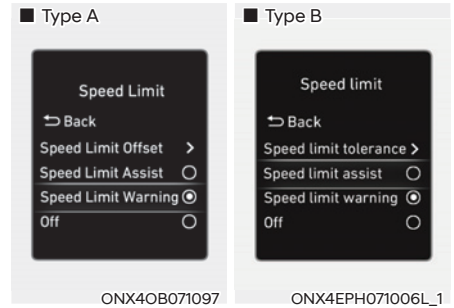 ■ Type A
Speed Limit
Back
Speed Limit Offset >
Speed Limit Assist
Speed Limit Warning
Off
ONX4OB071097
■ Type B
Speed limit
Back
Speed limit tolerance >
Speed limit assist
Speed limit warning
Off
ONX4EPH071006L_1